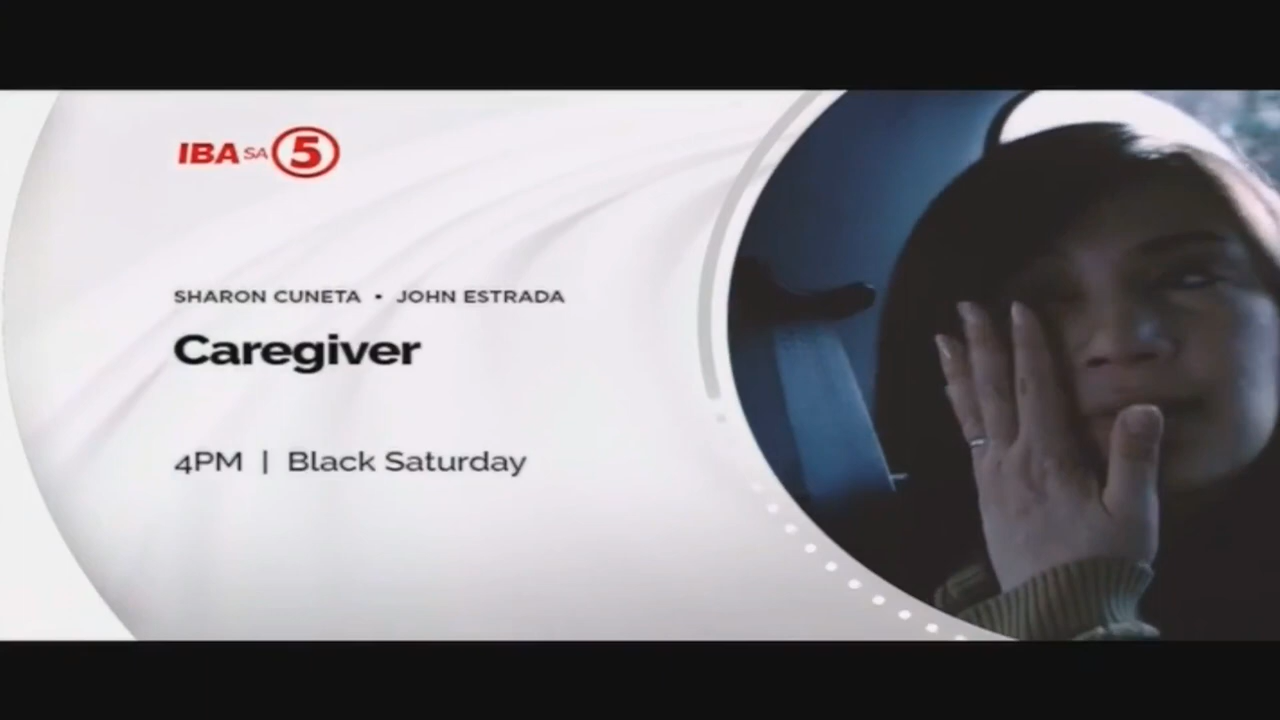 IBA SA 5
SHARON CUNETA • JOHN ESTRADA
Caregiver
4PM | Black Saturday